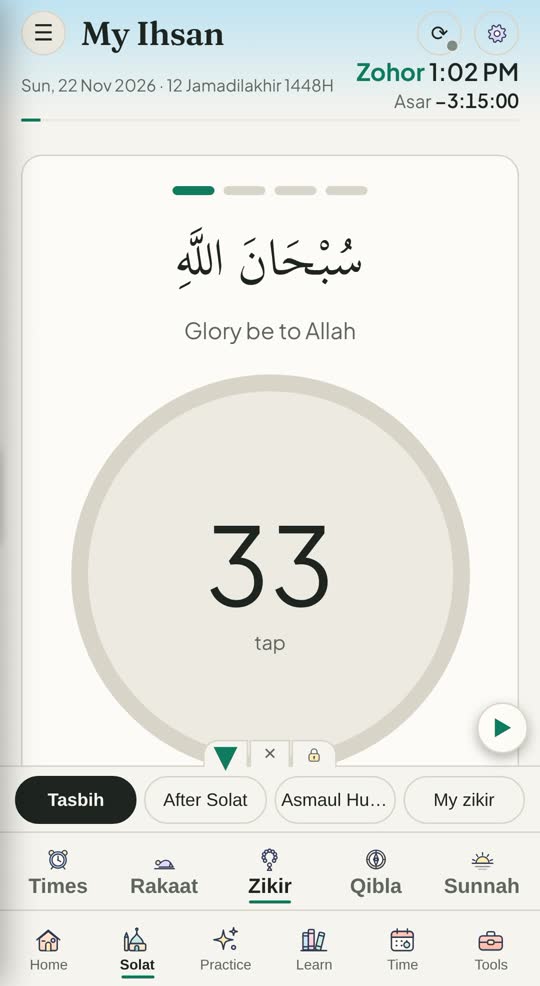 My Ihsan
Sun, 22 Nov 2026 · 12 Jamadilakhir 1448H
Zohor 1:02 PM
Asar −3:15:00
سُبْحَانَ اللَّهِ
Glory be to Allah
33
tap
Tasbih
After Solat
Asmaul Hu...
My zikir
Times
Rakaat
Zikir
Qibla
Sunnah
Home
Solat
Practice
Learn
Time
Tools